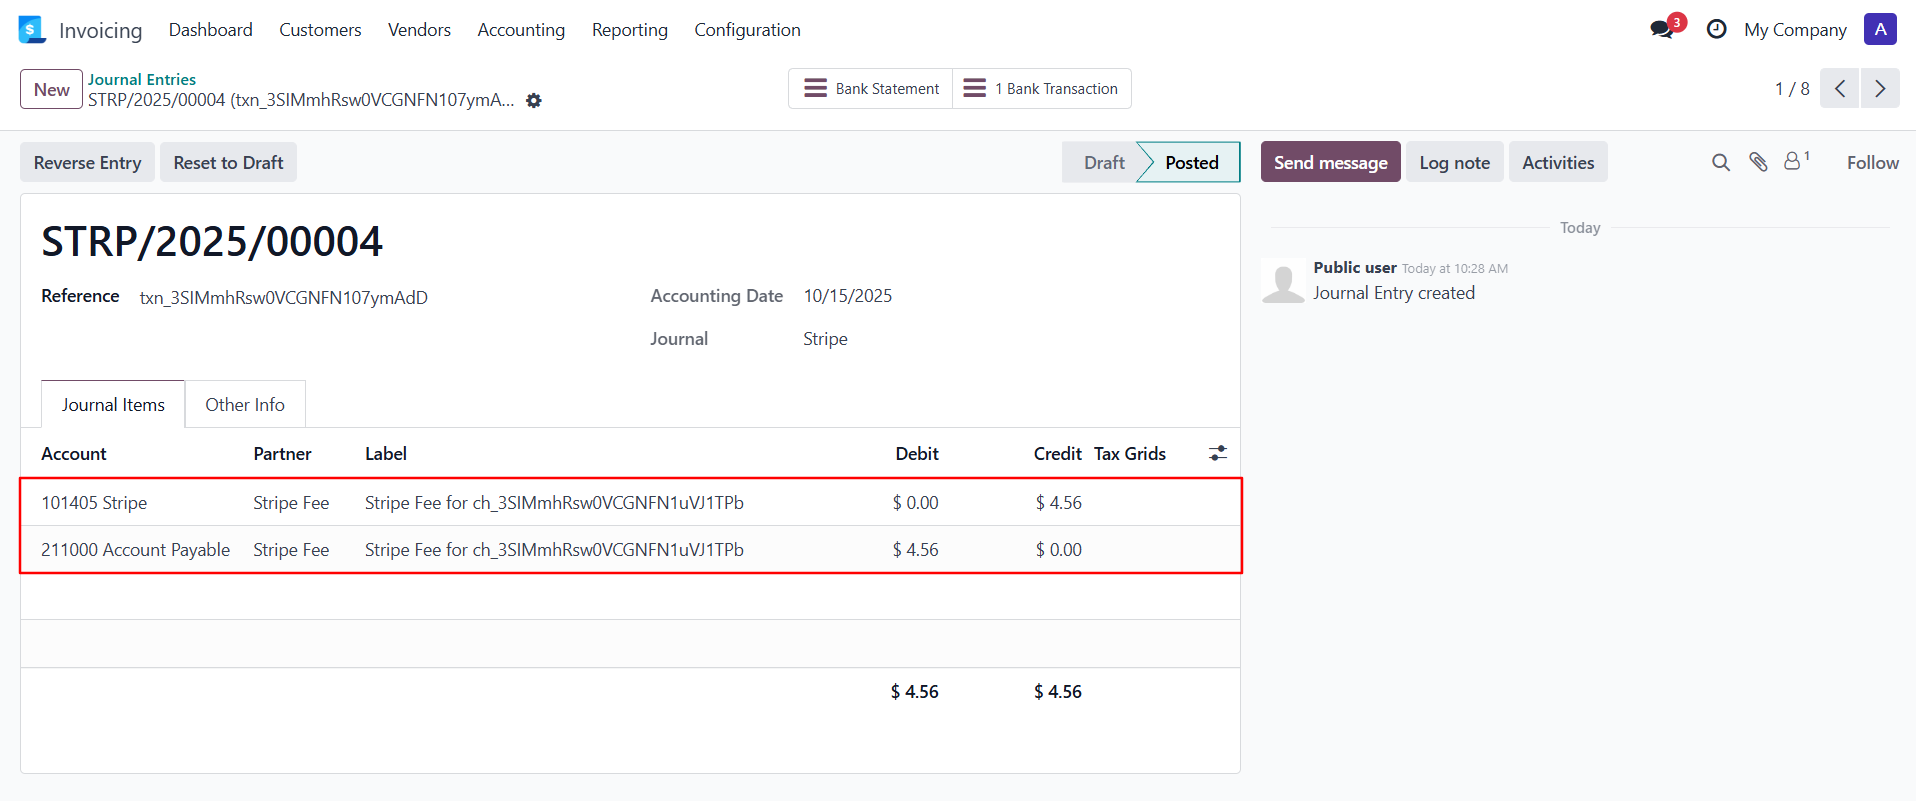 Invoicing Dashboard Customers Vendors Accounting Reporting Configuration 3 My Company A
New Journal Entries
STRP/2025/00004 (txn_3SIMmhRsw0VCGNFN107ymA...
Bank Statement 1 Bank Transaction 1 / 8
Reverse Entry Reset to Draft Draft Posted Send message Log note Activities 1 Follow
STRP/2025/00004
Today
Reference txn_3SIMmhRsw0VCGNFN107ymAdD Accounting Date 10/15/2025
Public user Today at 10:28 AM
Journal Entry created
Journal Stripe
Journal Items Other Info
Account Partner Label Debit Credit Tax Grids
101405 Stripe Stripe Fee Stripe Fee for ch_3SIMmhRsw0VCGNFN1uVJ1TPb $ 0.00 $ 4.56
211000 Account Payable Stripe Fee Stripe Fee for ch_3SIMmhRsw0VCGNFN1uVJ1TPb $ 4.56 $ 0.00
$ 4.56 $ 4.56